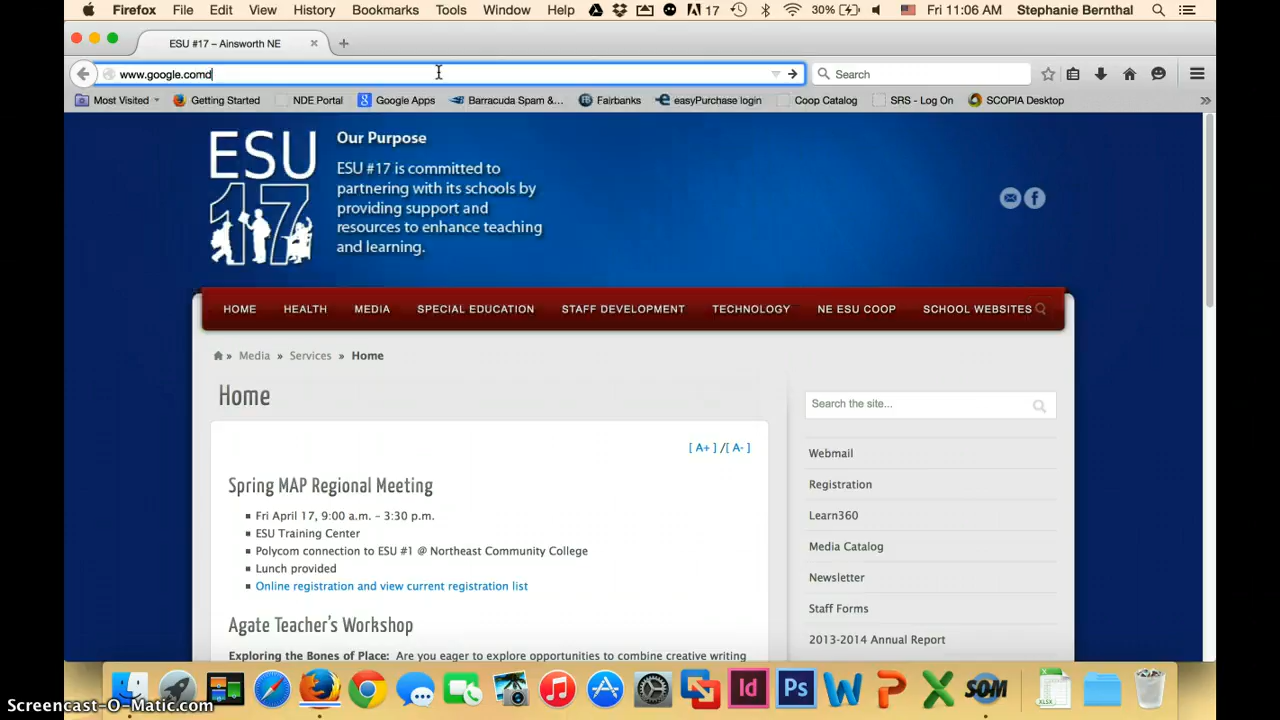 Firefox File Edit View History Bookmarks Tools Window Help 17 30% Fri 11:06 AM Stephanie Bernthal
ESU #17 – Ainsworth NE
www.google.comd
Search
Most Visited Getting Started NDE Portal Google Apps Barracuda Spam &... Fairbanks easyPurchase login Coop Catalog SRS - Log On SCOPIA Desktop
ESU
17
Our Purpose
ESU #17 is committed to
partnering with its schools by
providing support and
resources to enhance teaching
and learning.
HOME HEALTH MEDIA SPECIAL EDUCATION STAFF DEVELOPMENT TECHNOLOGY NE ESU COOP SCHOOL WEBSITES
» Media » Services » Home
Home
[ A+ ] /[ A- ]
Spring MAP Regional Meeting
Fri April 17, 9:00 a.m. – 3:30 p.m.
ESU Training Center
Polycom connection to ESU #1 @ Northeast Community College
Lunch provided
Online registration and view current registration list
Agate Teacher's Workshop
Exploring the Bones of Place: Are you eager to explore opportunities to combine creative writing
Search the site...
Webmail
Registration
Learn360
Media Catalog
Newsletter
Staff Forms
2013-2014 Annual Report
Id Ps W P X SOM XLSX
Screencast-O-Matic.com